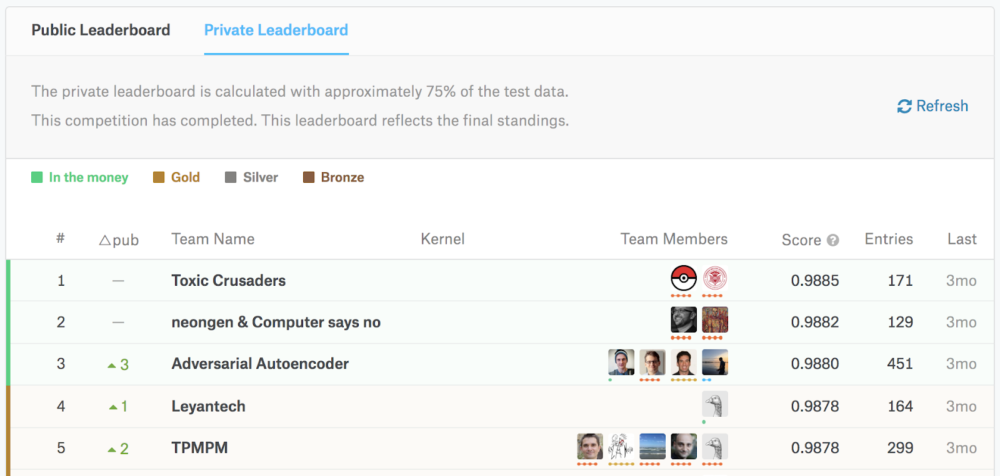 Public Leaderboard Private Leaderboard
The private leaderboard is calculated with approximately 75% of the test data.
This competition has completed. This leaderboard reflects the final standings.
Refresh
In the money Gold Silver Bronze
# △pub Team Name Kernel Team Members Score ? Entries Last
1 — Toxic Crusaders 0.9885 171 3mo
2 — neongen & Computer says no 0.9882 129 3mo
3 ▲3 Adversarial Autoencoder 0.9880 451 3mo
4 ▲1 Leyantech 0.9878 164 3mo
5 ▲2 TPMPM 0.9878 299 3mo